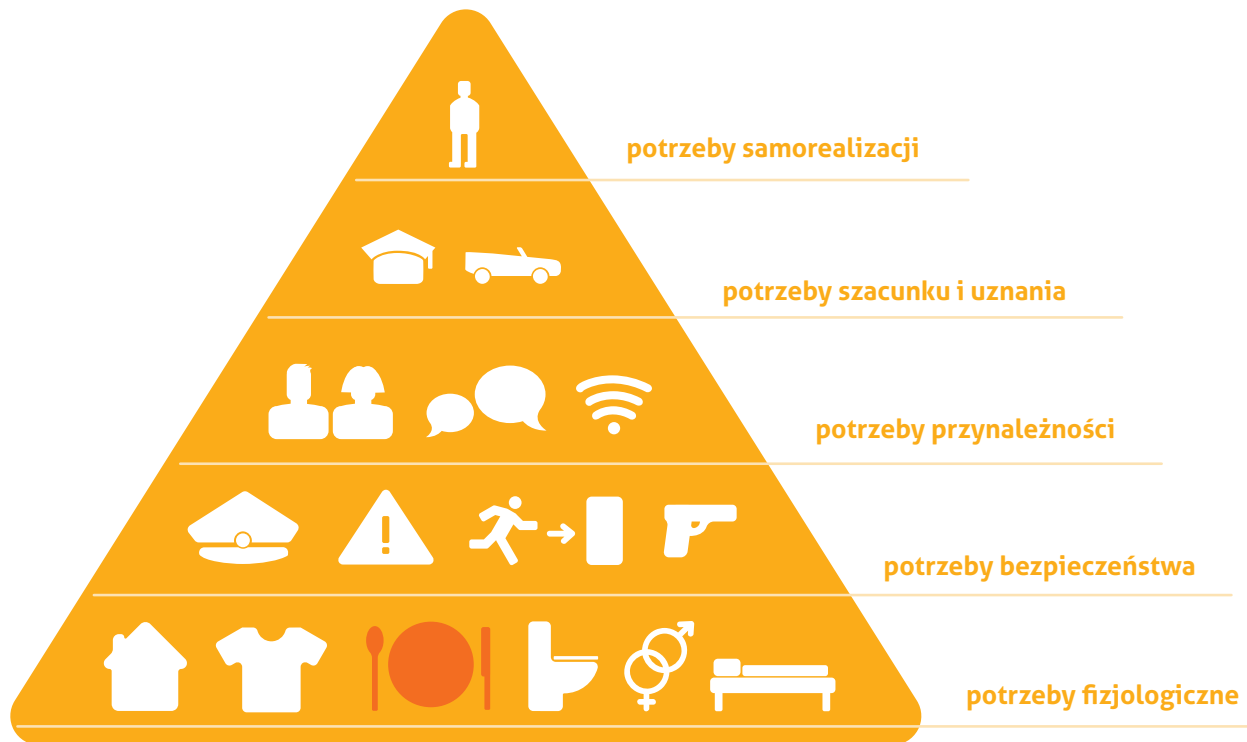 potrzeby samorealizacji
potrzeby szacunku i uznania
potrzeby przynależności
potrzeby bezpieczeństwa
potrzeby fizjologiczne